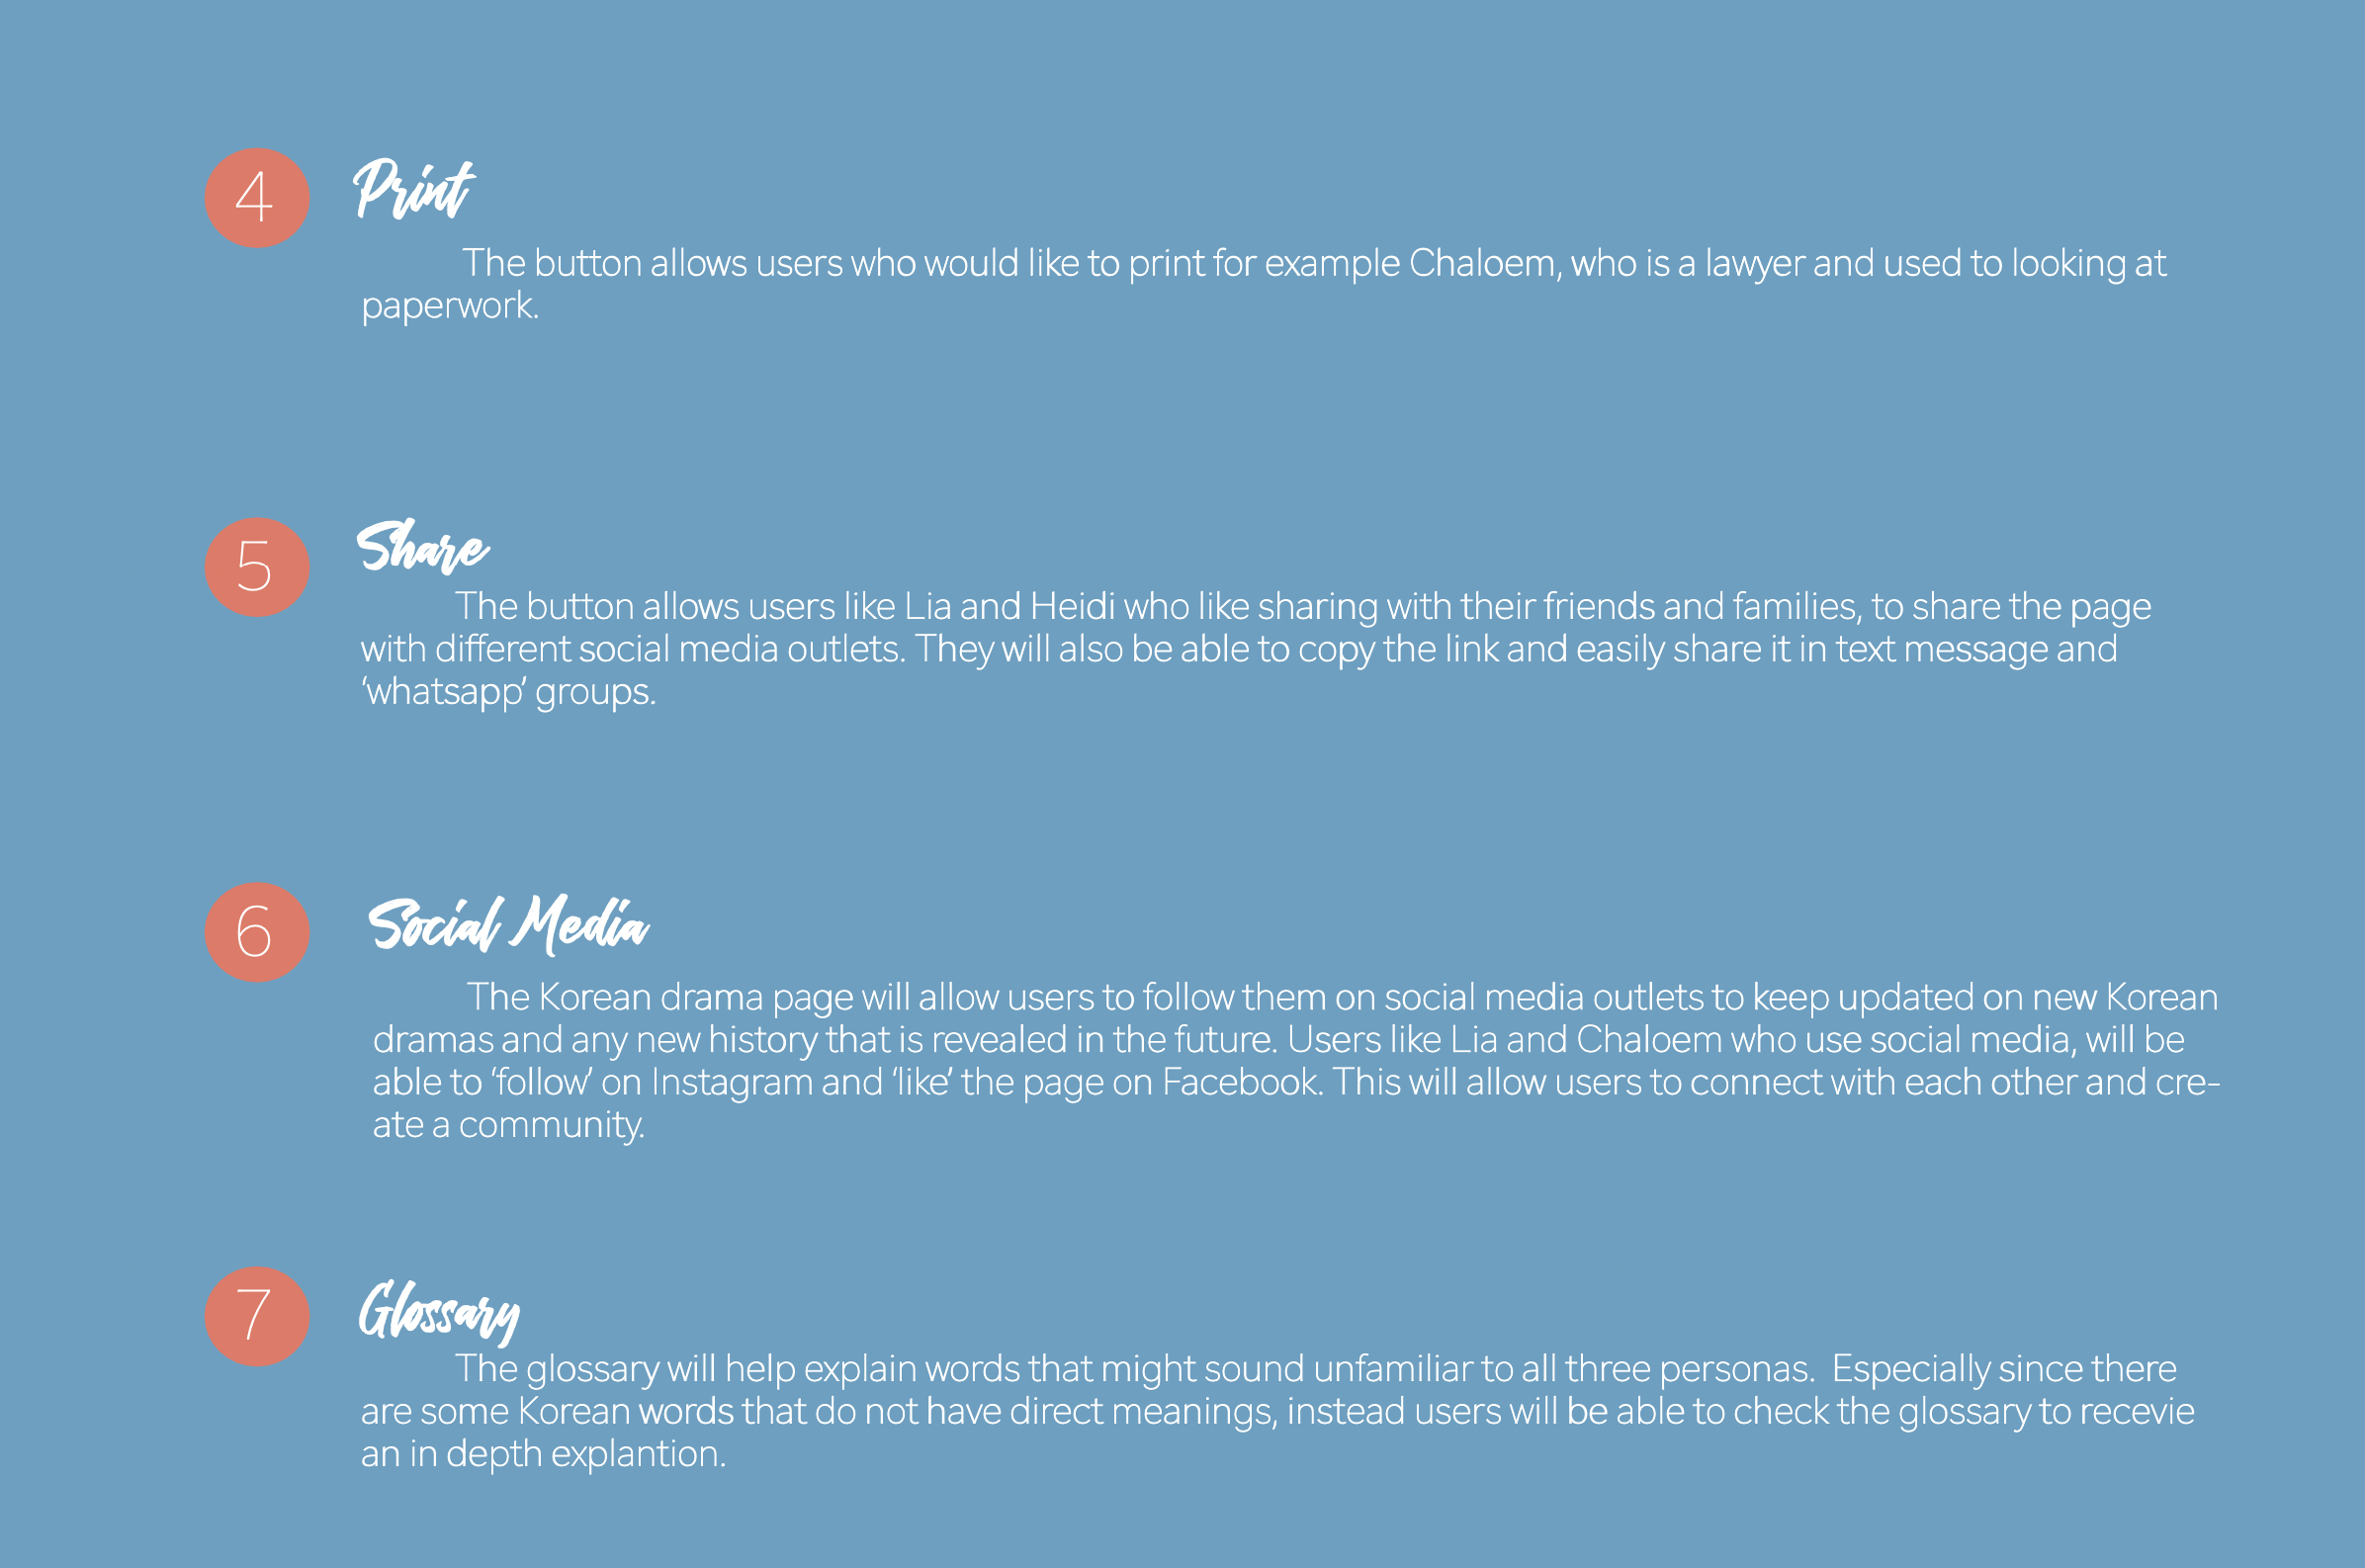 4
Print
The button allows users who would like to print for example Chaloem, who is a lawyer and used to looking at
paperwork.
5
Share
The button allows users like Lia and Heidi who like sharing with their friends and families, to share the page
with different social media outlets. They will also be able to copy the link and easily share it in text message and
‘whatsapp’ groups.
6
Social Media
The Korean drama page will allow users to follow them on social media outlets to keep updated on new Korean
dramas and any new history that is revealed in the future. Users like Lia and Chaloem who use social media, will be
able to ‘follow’ on Instagram and ‘like’ the page on Facebook. This will allow users to connect with each other and cre-
ate a community.
7
Glossary
The glossary will help explain words that might sound unfamiliar to all three personas.  Especially since there
are some Korean words that do not have direct meanings, instead users will be able to check the glossary to recevie
an in depth explantion.